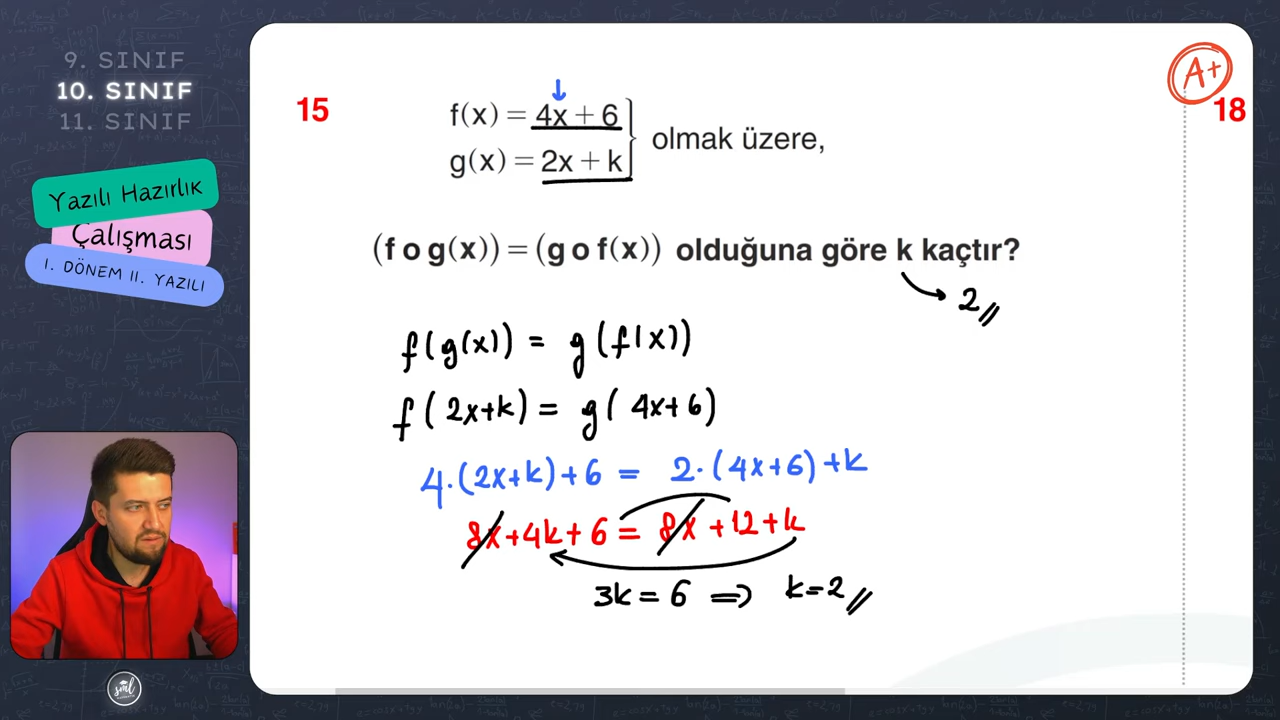 9. SINIF
10. SINIF
11. SINIF
Yazılı Hazırlık
Çalışması
I. DÖNEM II. YAZILI
A+
15
18
f(x) = 4x + 6
g(x) = 2x + k
olmak üzere,
(f o g(x)) = (g o f(x)) olduğuna göre k kaçtır?
2
f(g(x)) = g(f(x))
f(2x+k) = g(4x+6)
4.(2x+k)+6 = 2.(4x+6)+k
8x+4k+6 = 8x+12+k
3k = 6 ⇒ k=2
sml